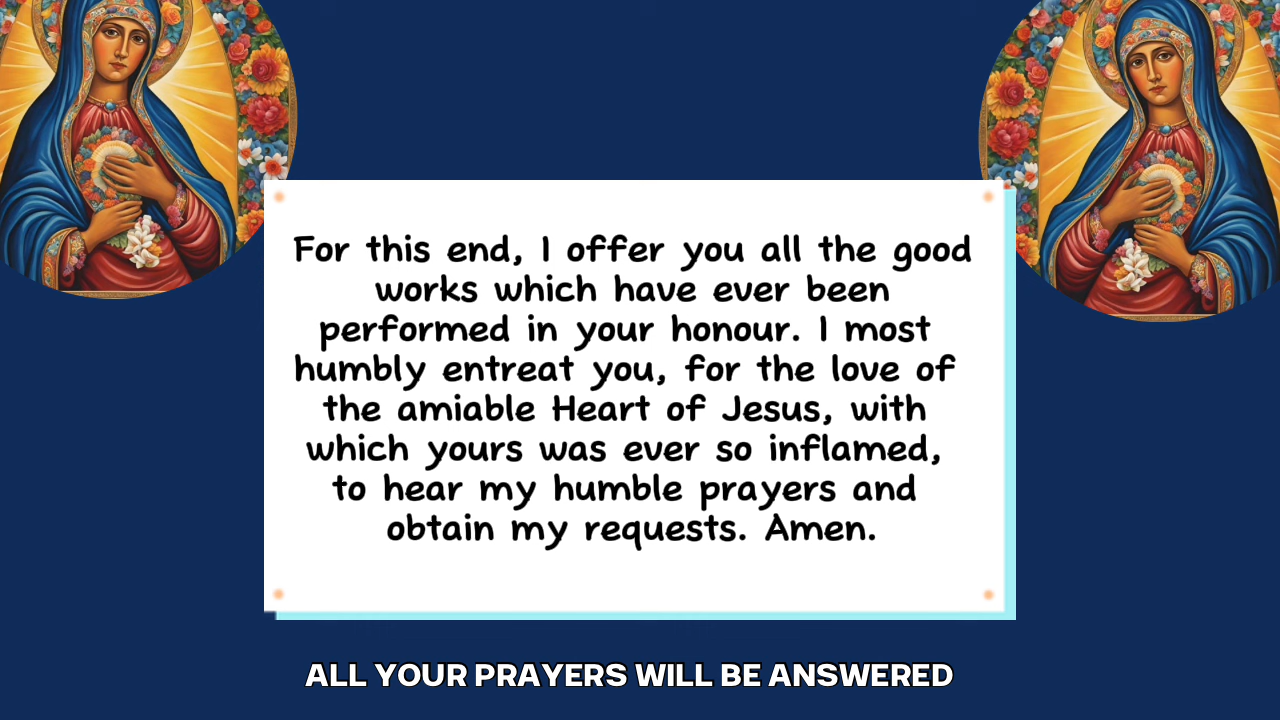 For this end, I offer you all the good
works which have ever been
performed in your honour. I most
humbly entreat you, for the love of
the amiable Heart of Jesus, with
which yours was ever so inflamed,
to hear my humble prayers and
obtain my requests. Amen.
ALL YOUR PRAYERS WILL BE ANSWERED